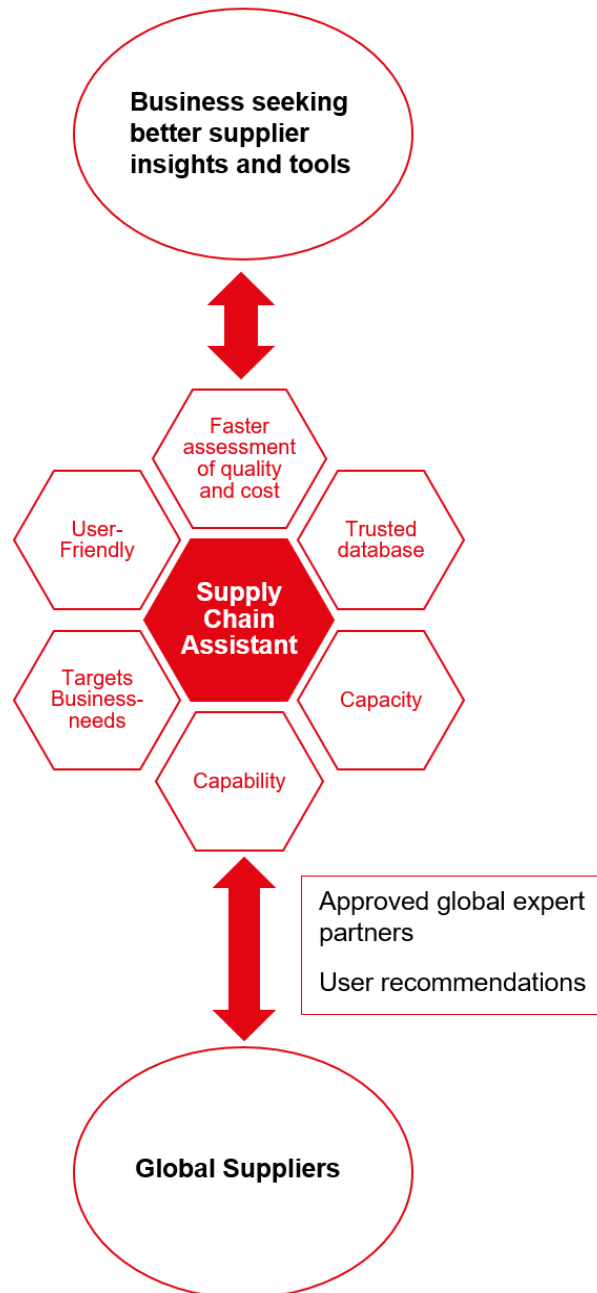 Business seeking
better supplier
insights and tools
Faster
assessment
of quality
and cost
User-
Friendly
Trusted
database
Supply
Chain
Assistant
Targets
Business-
needs
Capacity
Capability
Approved global expert
partners
User recommendations
Global Suppliers